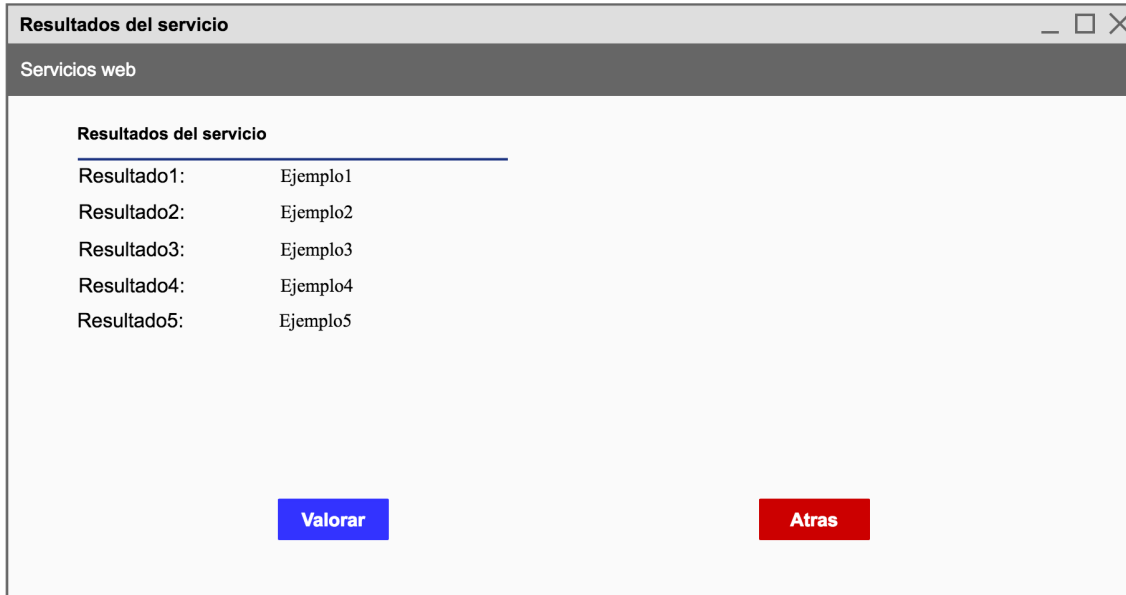 Resultados del servicio
Servicios web
Resultados del servicio
Resultado1: Ejemplo1
Resultado2: Ejemplo2
Resultado3: Ejemplo3
Resultado4: Ejemplo4
Resultado5: Ejemplo5
Valorar Atras